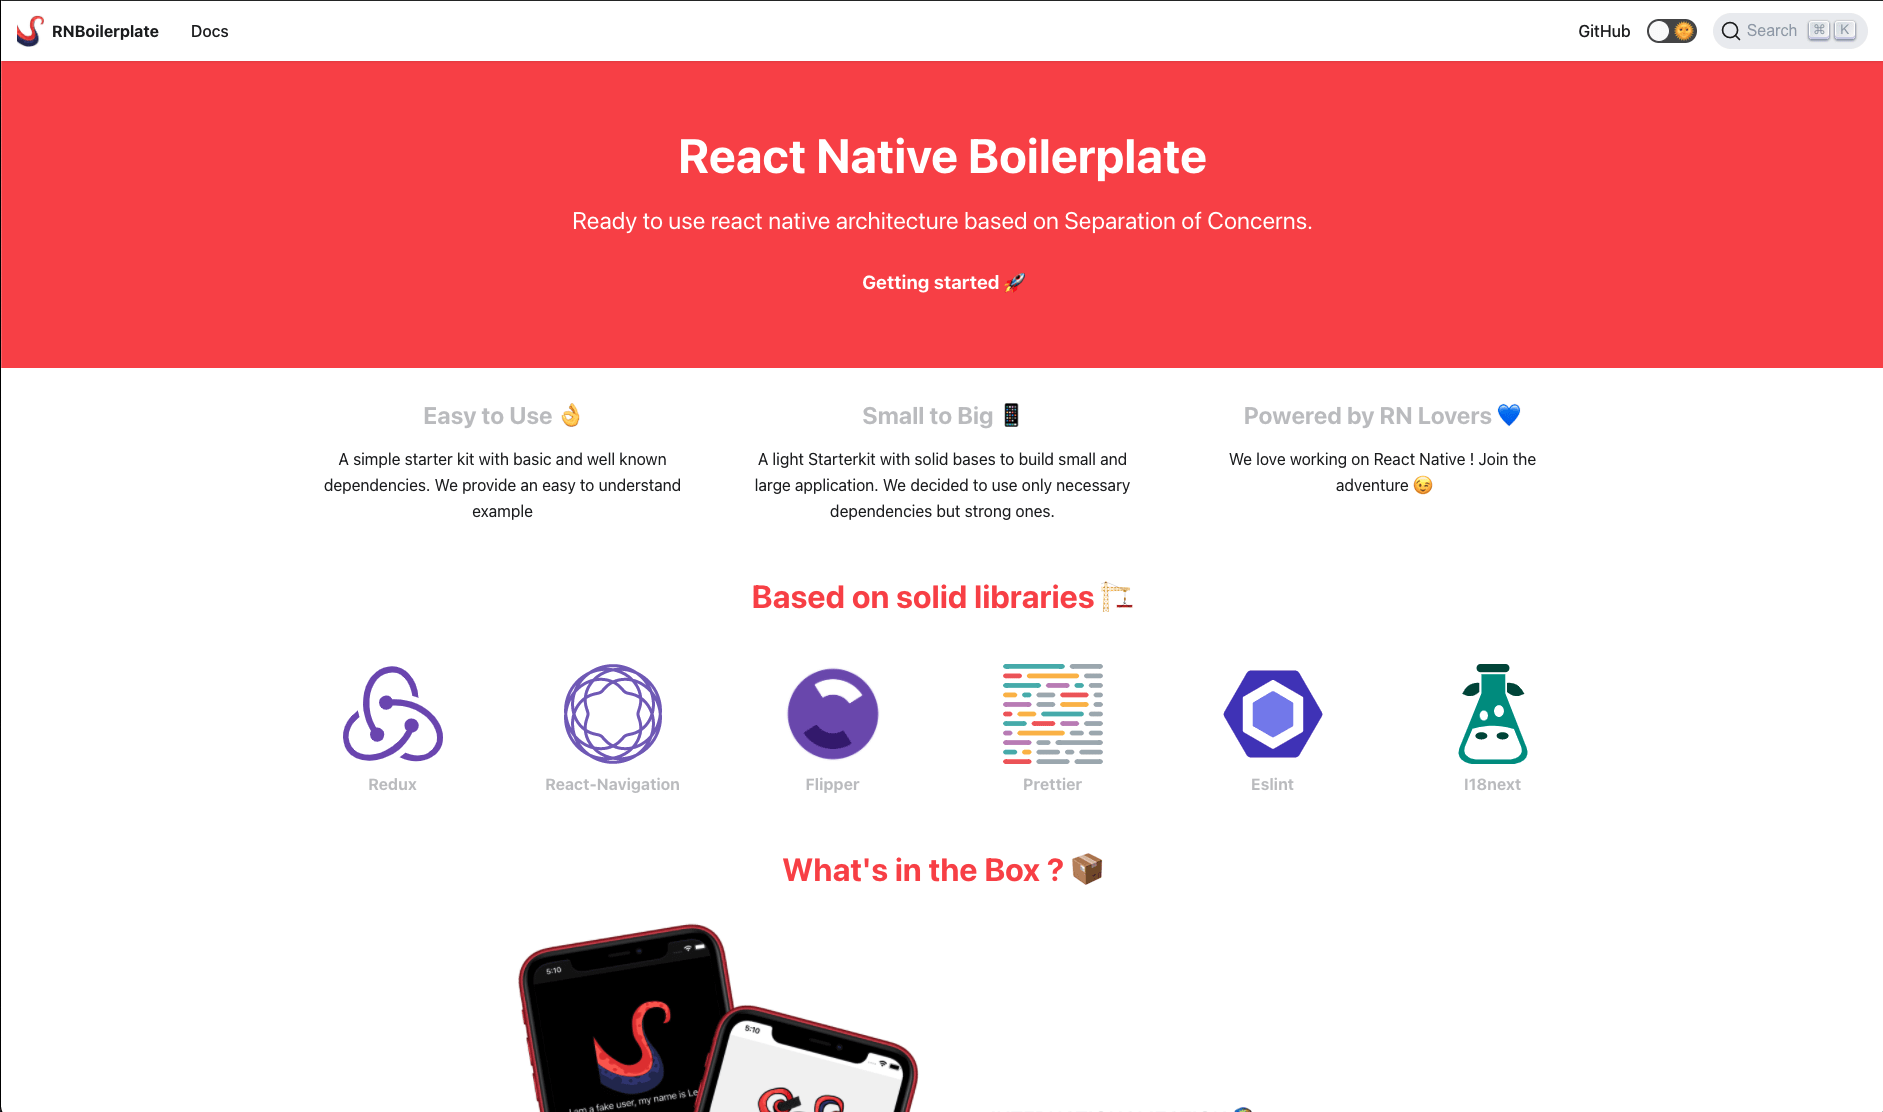 RNBoilerplate
Docs
GitHub
Search ⌘ K
React Native Boilerplate
Ready to use react native architecture based on Separation of Concerns.
Getting started 🚀
Easy to Use 👌
A simple starter kit with basic and well known
dependencies. We provide an easy to understand
example
Small to Big 📱
A light Starterkit with solid bases to build small and
large application. We decided to use only necessary
dependencies but strong ones.
Powered by RN Lovers 💙
We love working on React Native ! Join the
adventure 😉
Based on solid libraries 🏗
Redux
React-Navigation
Flipper
Prettier
Eslint
I18next
What's in the Box ? 📦
5:10
5:10
I am a fake user, my name is Le